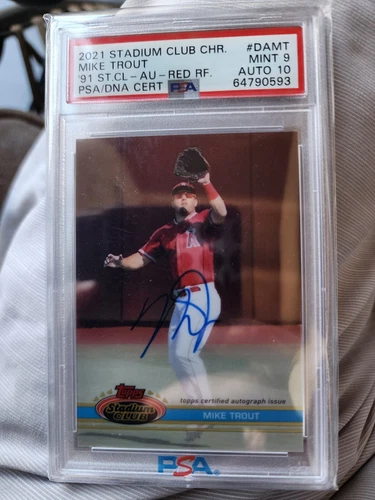 2021 STADIUM CLUB CHR. #DAMT
MIKE TROUT MINT 9
'91 ST.CL-AU-RED RF. AUTO 10
PSA/DNA CERT PSA 64790593
A
topps certified autograph issue
TOPPS
Stadium
CLUB
MIKE TROUT
PSA